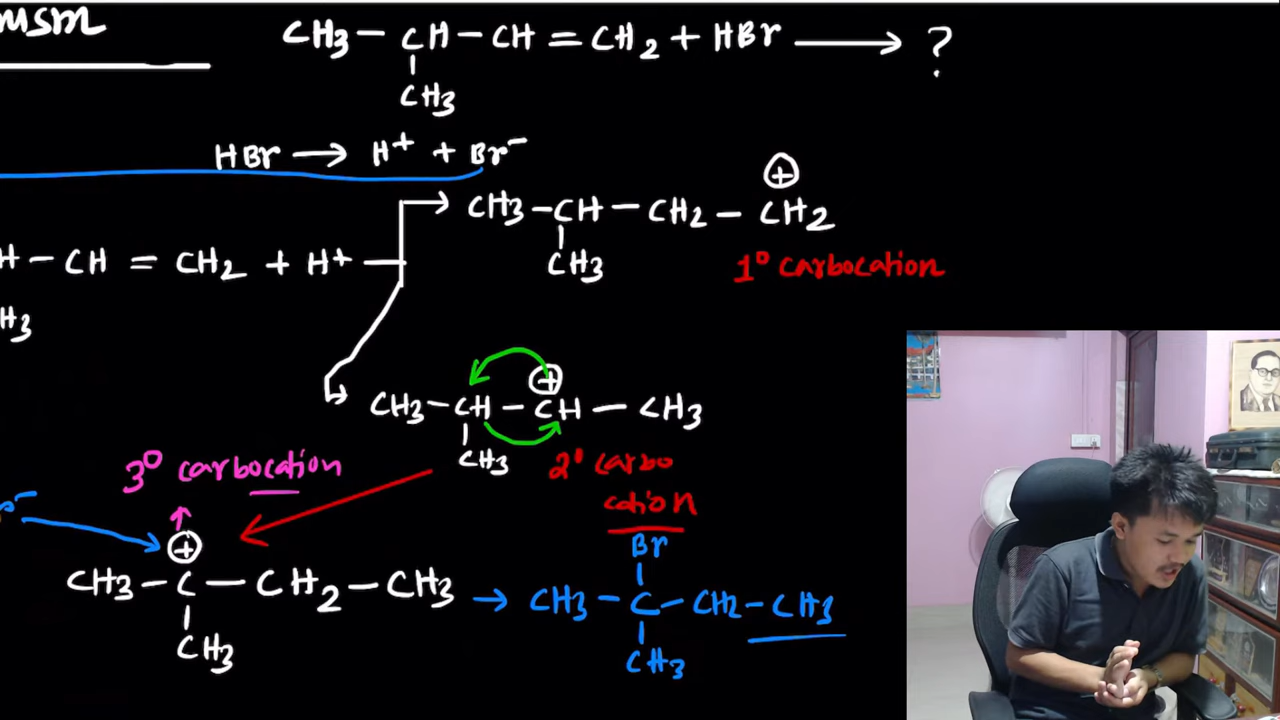 msm
CH3 — CH — CH = CH2 + HBr ⟶ ?
|
CH3
HBr ⟶ H+ + Br−
CH3 — CH — CH2 — CH2
⊕
|
CH3
1° carbocation
H — CH = CH2 + H+
H3
⊕
CH3 — CH — CH — CH3
|
CH3
2° carbo
cation
3° carbocation
⊕
CH3 — C — CH2 — CH3
|
CH3
→
Br
|
CH3 — C — CH2 — CH3
|
CH3